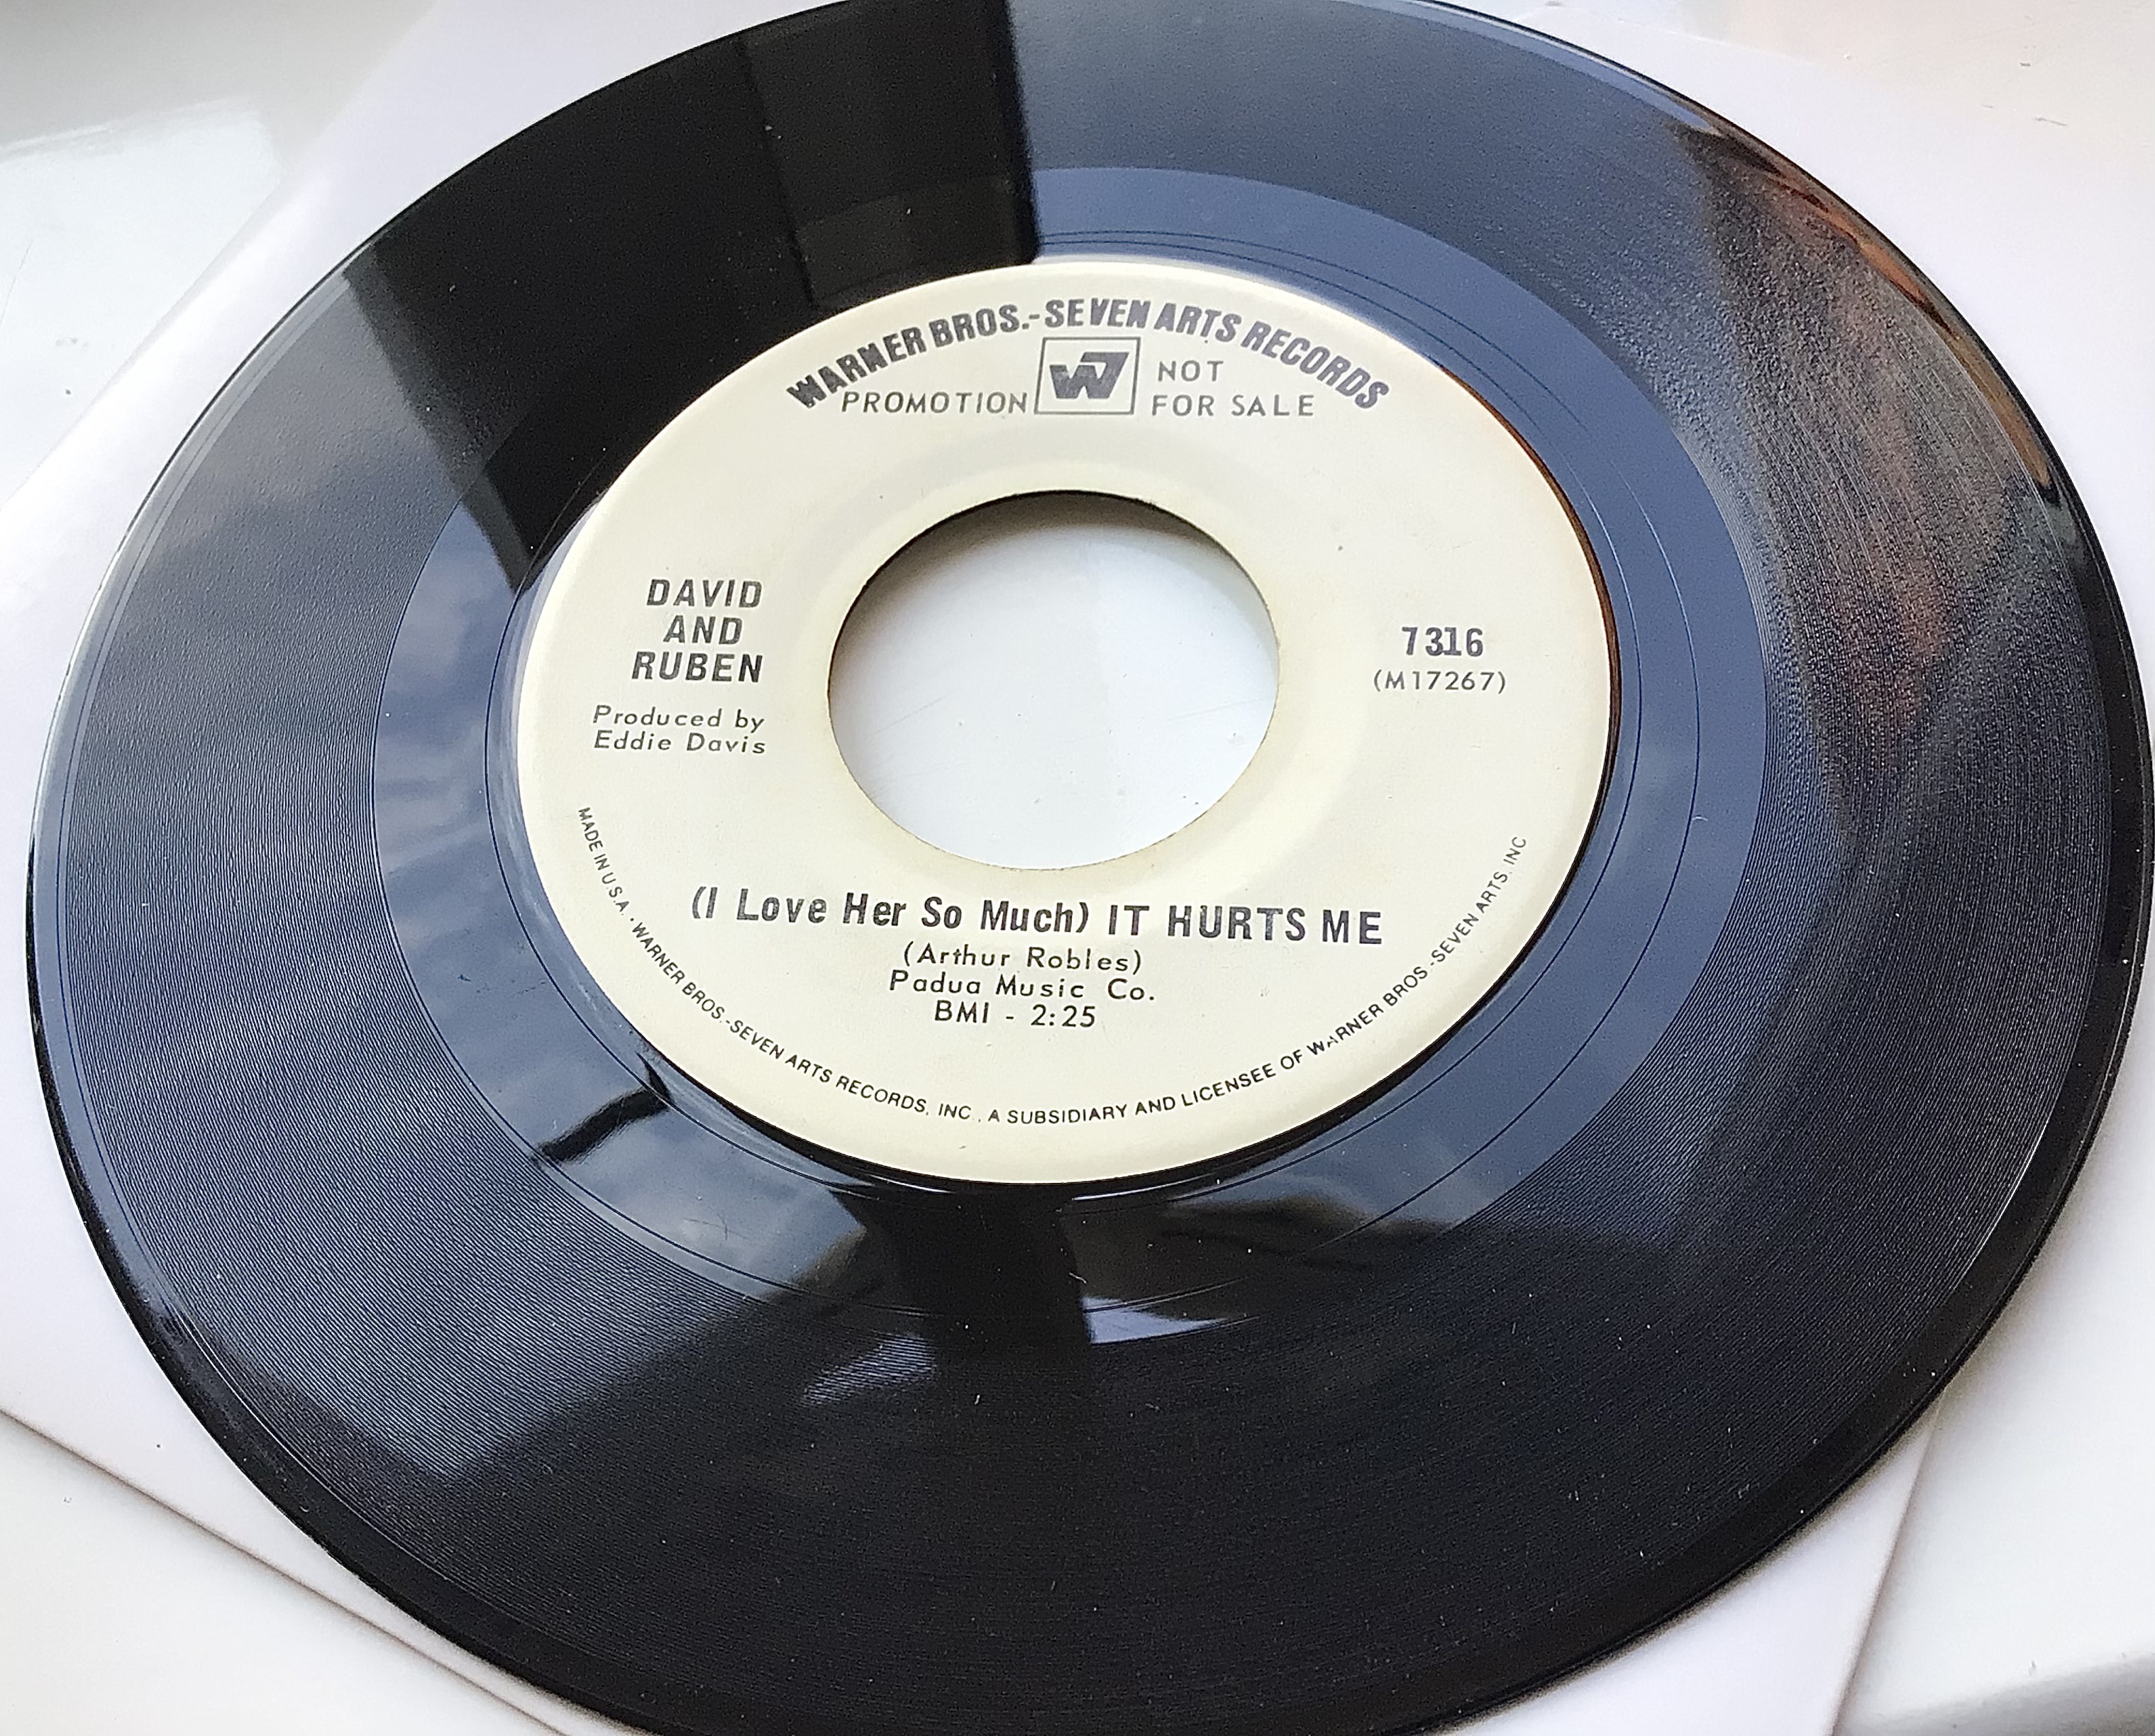 WARNER BROS.-SEVEN ARTS RECORDS
PROMOTION W7 NOT
FOR SALE
DAVID
AND
RUBEN
Produced by
Eddie Davis
7316
(M17267)
(I Love Her So Much) IT HURTS ME
(Arthur Robles)
Padua Music Co.
BMI - 2:25
MADE IN U.S.A. · WARNER BROS.-SEVEN ARTS RECORDS, INC., A SUBSIDIARY AND LICENSEE OF WARNER BROS.-SEVEN ARTS, INC